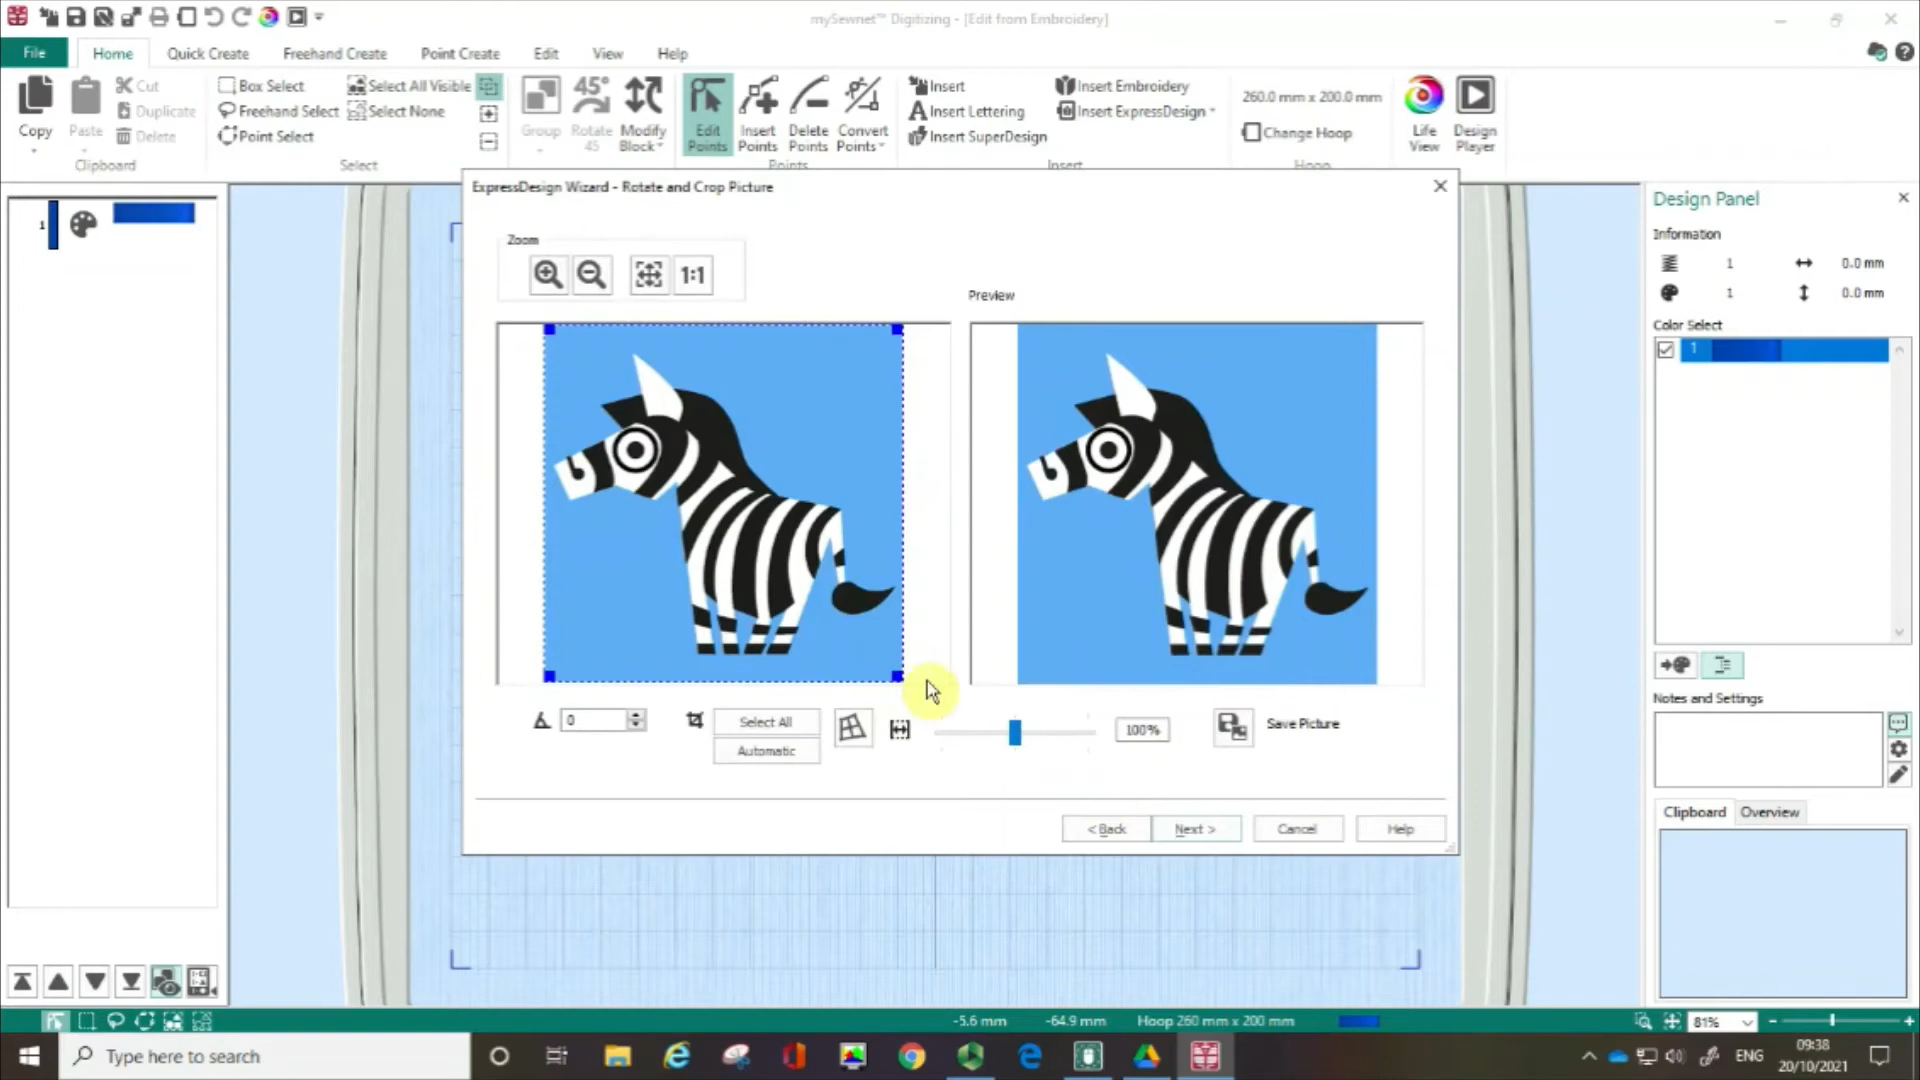 mySewnet™ Digitizing - [Edit from Embroidery]
File Home Quick Create Freehand Create Point Create Edit View Help
Copy
Paste
Cut
Duplicate
Delete
Clipboard
Box Select
Freehand Select
Point Select
Select All Visible
Select None
Select
Group
Rotate 45
45°
Modify Block
Edit Points
Insert Points
Delete Points
Convert Points
Points
Insert
Insert Lettering
Insert SuperDesign
Insert Embroidery
Insert ExpressDesign
Insert
260.0 mm x 200.0 mm
Change Hoop
Hoop
Life View
Design Player
1
ExpressDesign Wizard - Rotate and Crop Picture
Zoom
1:1
Preview
0
Select All
Automatic
100%
Save Picture
< Back
Next >
Cancel
Help
Design Panel
Information
1 0.0 mm
1 0.0 mm
Color Select
1
Notes and Settings
Clipboard Overview
-5.6 mm -64.9 mm Hoop 260 mm x 200 mm 81%
Type here to search
ENG
09:38
20/10/2021